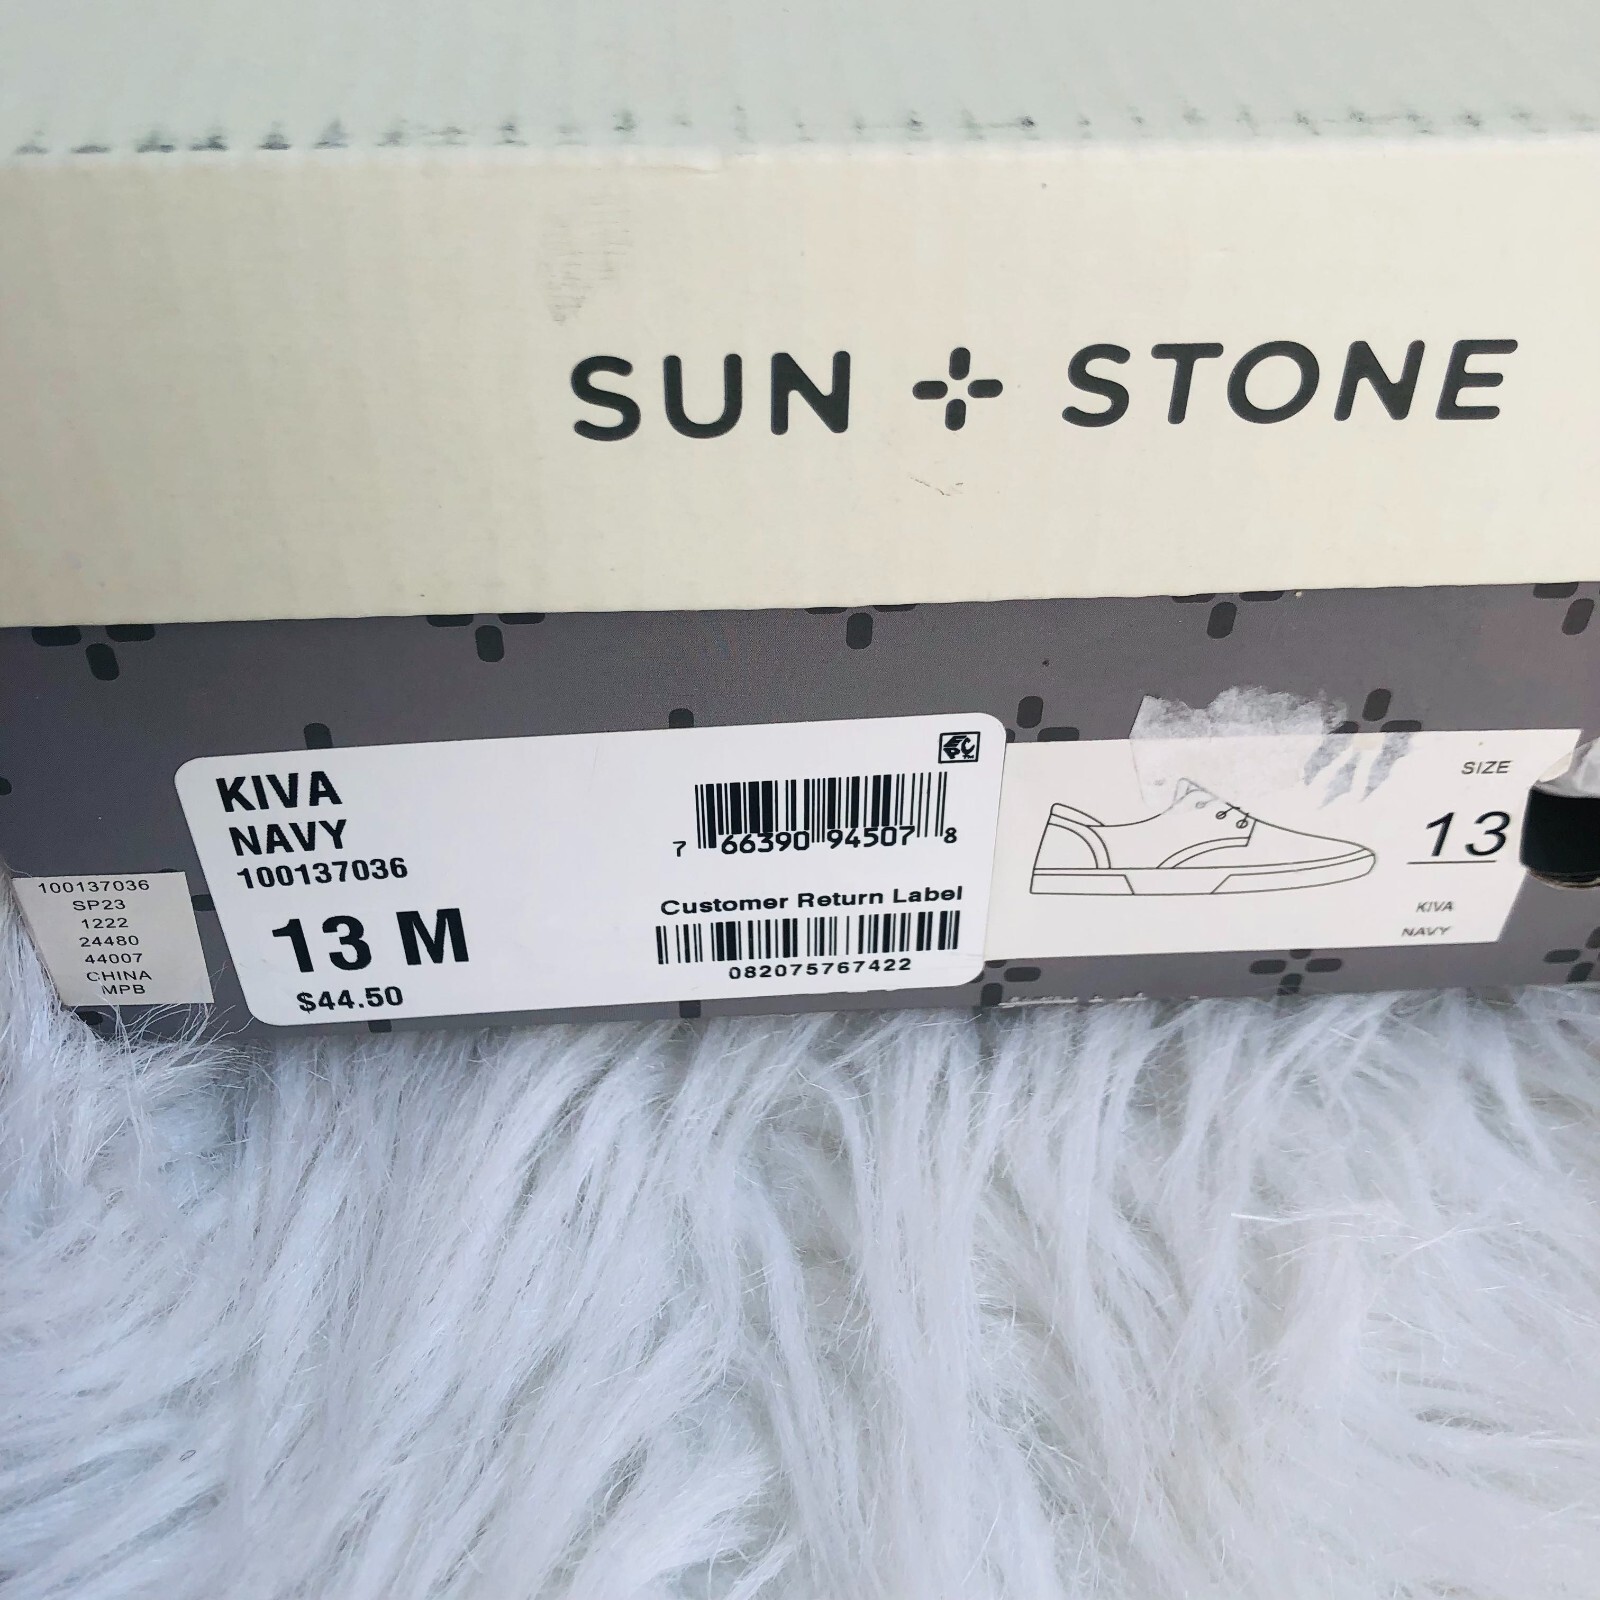 SUN + STONE
KIVA
NAVY
100137036
13 M
$44.50
7 66390 94507 8
Customer Return Label
082075767422
SIZE
13
KIVA
NAVY
100137036
SP23
1222
24480
44007
CHINA
MPB